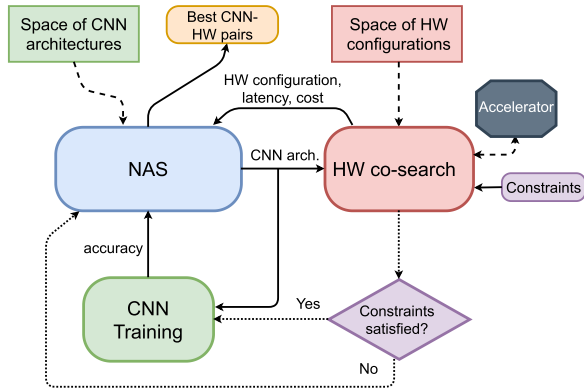 Space of CNN
architectures
Best CNN-
HW pairs
Space of HW
configurations
HW configuration,
latency, cost
Accelerator
NAS
CNN arch.
HW co-search
Constraints
accuracy
CNN
Training
Yes
Constraints
satisfied?
No